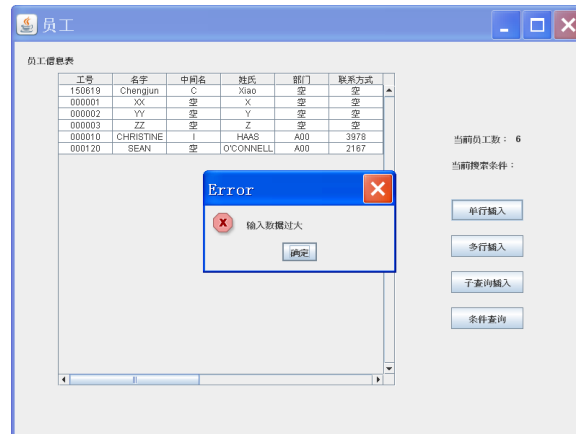 员工
员工信息表
工号 名字 中间名 姓氏 部门 联系方式
150619 Chengjun C Xiao 空 空
000001 XX 空 X 空 空
000002 YY 空 Y 空 空
000003 ZZ 空 Z 空 空
000010 CHRISTINE I HAAS A00 3978
000120 SEAN 空 O'CONNELL A00 2167
当前员工数： 6
当前搜索条件：
Error
输入数据过大
确定
单行插入
多行插入
子查询插入
条件查询